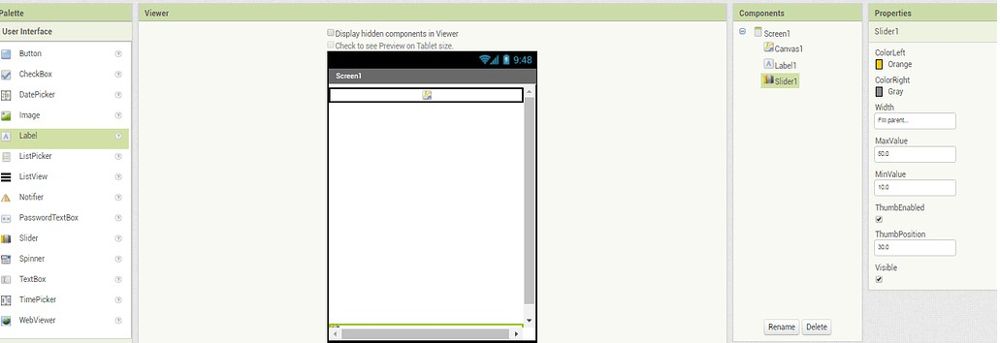 Palette
User Interface
Button
CheckBox
DatePicker
Image
Label
ListPicker
ListView
Notifier
PasswordTextBox
Slider
Spinner
TextBox
TimePicker
WebViewer
Viewer
Display hidden components in Viewer
Check to see Preview on Tablet size.
9:48
Screen1
Components
Screen1
Canvas1
Label1
Slider1
Rename
Delete
Properties
Slider1
ColorLeft
Orange
ColorRight
Gray
Width
Fill parent...
MaxValue
50.0
MinValue
10.0
ThumbEnabled
ThumbPosition
30.0
Visible